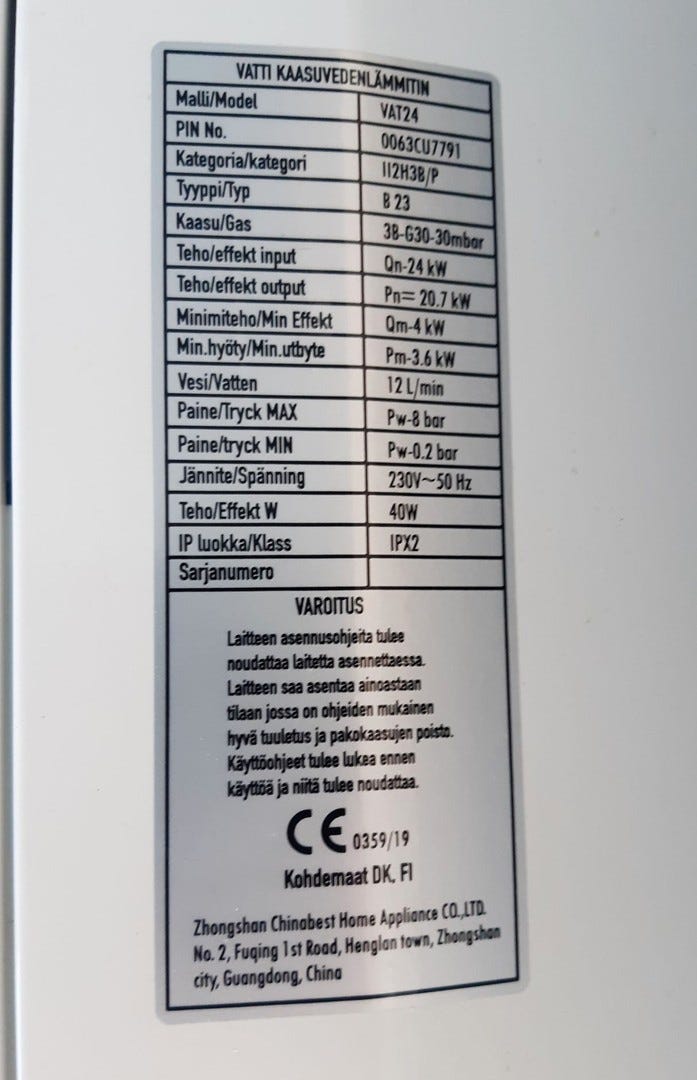 VATTI KAASUVEDENLÄMMITIN
Malli/Model VAT24
PIN No. 0063CU7791
Kategoria/kategori II2H3B/P
Tyyppi/Typ B 23
Kaasu/Gas 3B-G30-30mbar
Teho/effekt input Qn-24 kW
Teho/effekt output Pn= 20.7 kW
Minimiteho/Min Effekt Qm-4 kW
Min.hyöty/Min.utbyte Pm-3.6 kW
Vesi/Vatten 12 L/min
Paine/Tryck MAX Pw-8 bar
Paine/tryck MIN Pw-0.2 bar
Jännite/Spänning 230V~50 Hz
Teho/Effekt W 40W
IP luokka/Klass IPX2
Sarjanumero
VAROITUS
Laitteen asennusohjeita tulee
noudattaa laitetta asennettaessa.
Laitteen saa asentaa ainoastaan
tilaan jossa on ohjeiden mukainen
hyvä tuuletus ja pakokaasujen poisto.
Käyttöohjeet tulee lukea ennen
käyttöä ja niitä tulee noudattaa.
CE 0359/19
Kohdemaat DK, FI
Zhongshan Chinabest Home Appliance CO.,LTD.
No. 2, Fuqing 1st Road, Henglan town, Zhongshan
city, Guangdong, China